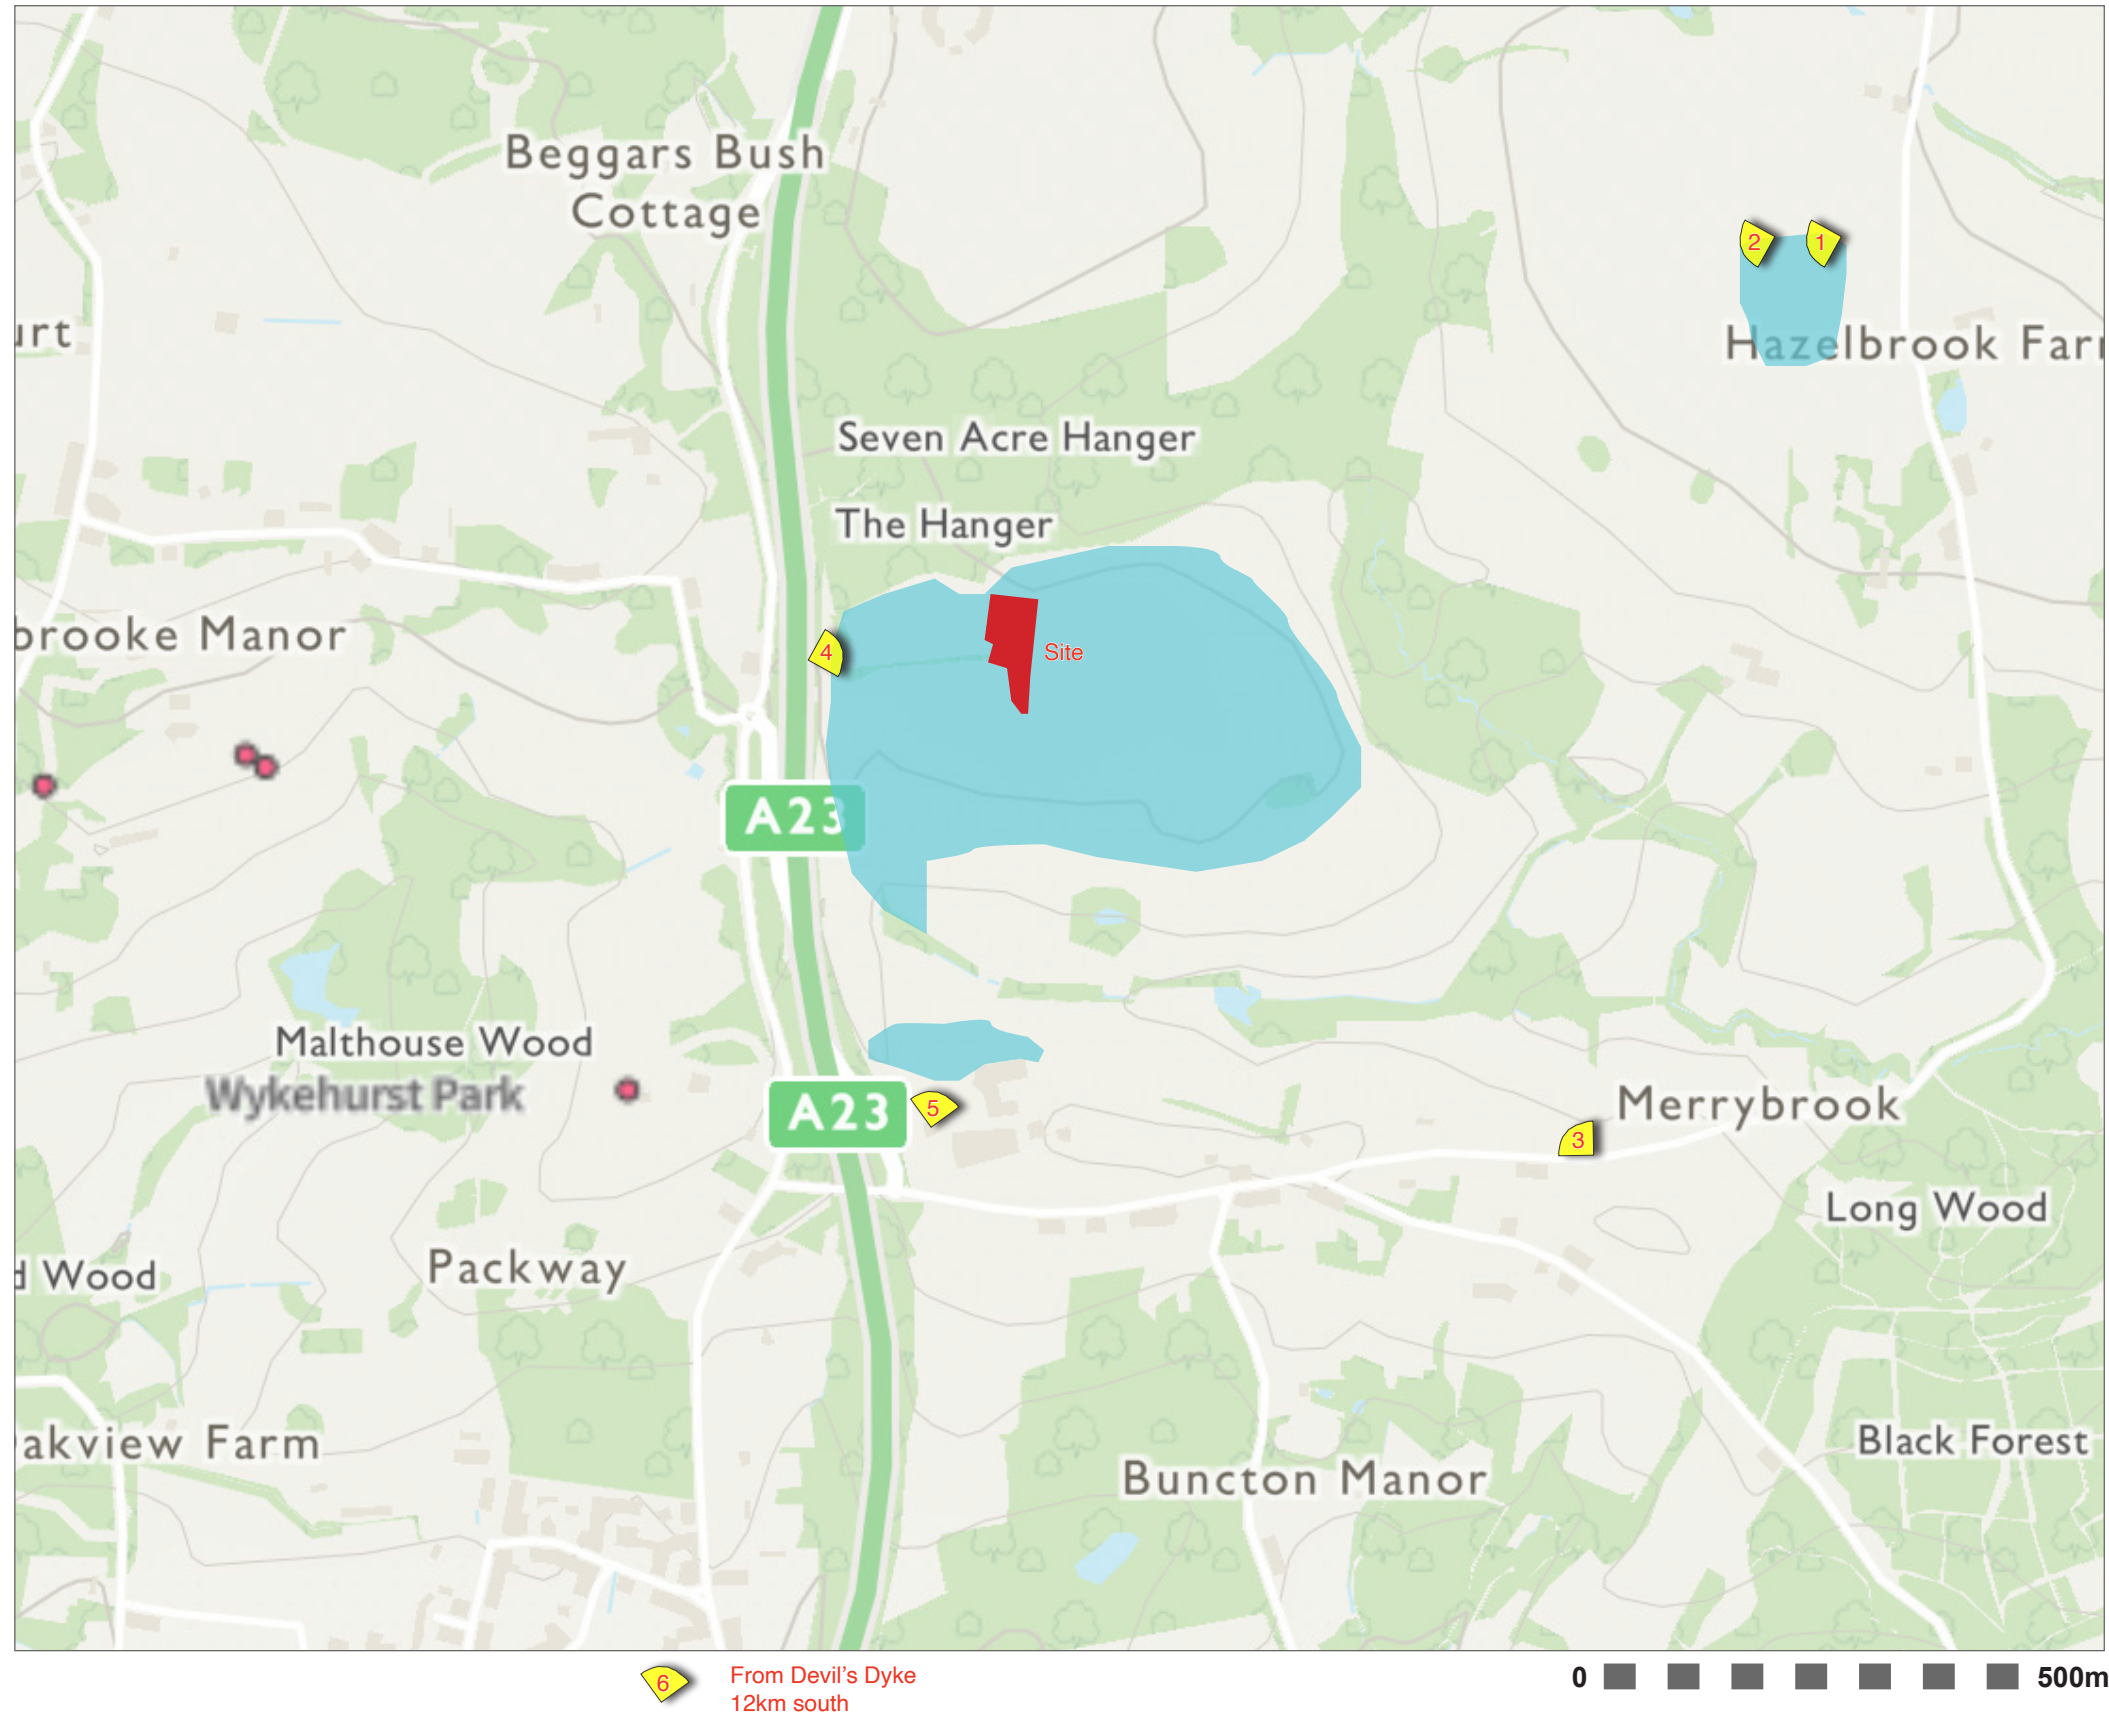 Beggars Bush
Cottage
2
1
urt
Hazelbrook Farr
Seven Acre Hanger
The Hanger
brooke Manor
4
Site
A23
Malthouse Wood
Wykehurst Park
A23
5
Merrybrook
3
Long Wood
Packway
d Wood
akview Farm
Black Forest
Buncton Manor
6
From Devil's Dyke
12km south
0
500m